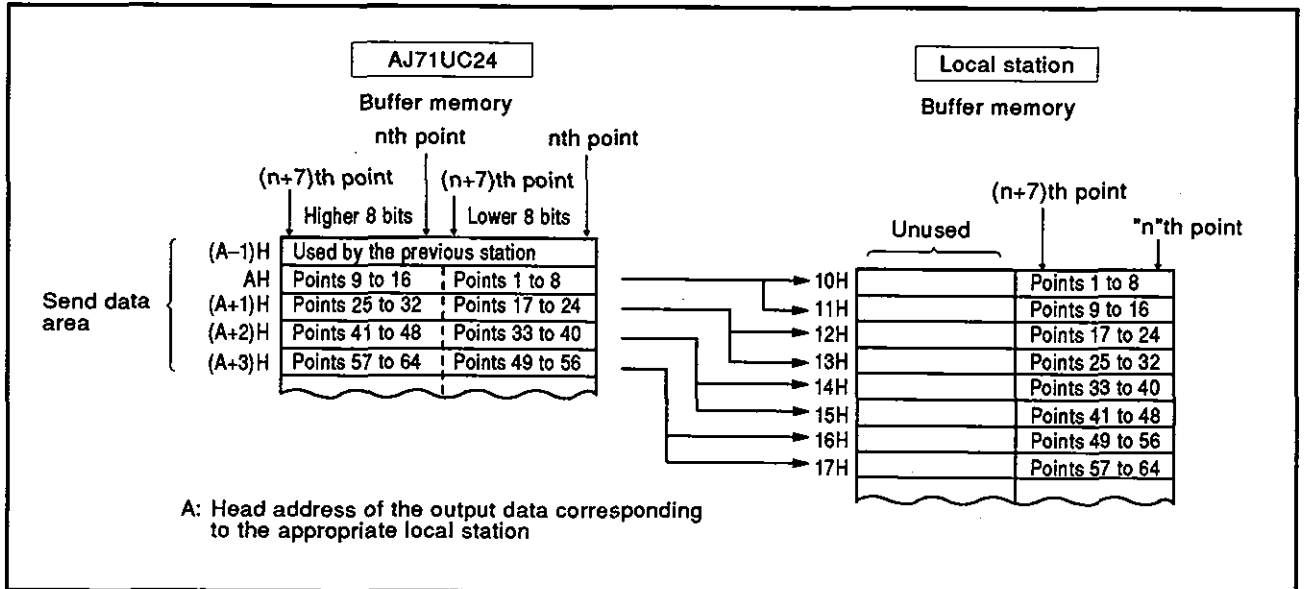 AJ71UC24
Buffer memory
nth point
nth point
(n+7)th point
(n+7)th point
Higher 8 bits
Lower 8 bits
Send data
area
(A−1)H Used by the previous station
AH Points 9 to 16 Points 1 to 8
(A+1)H Points 25 to 32 Points 17 to 24
(A+2)H Points 41 to 48 Points 33 to 40
(A+3)H Points 57 to 64 Points 49 to 56
A: Head address of the output data corresponding
to the appropriate local station
Local station
Buffer memory
(n+7)th point
Unused
"n"th point
10H Points 1 to 8
11H Points 9 to 16
12H Points 17 to 24
13H Points 25 to 32
14H Points 33 to 40
15H Points 41 to 48
16H Points 49 to 56
17H Points 57 to 64